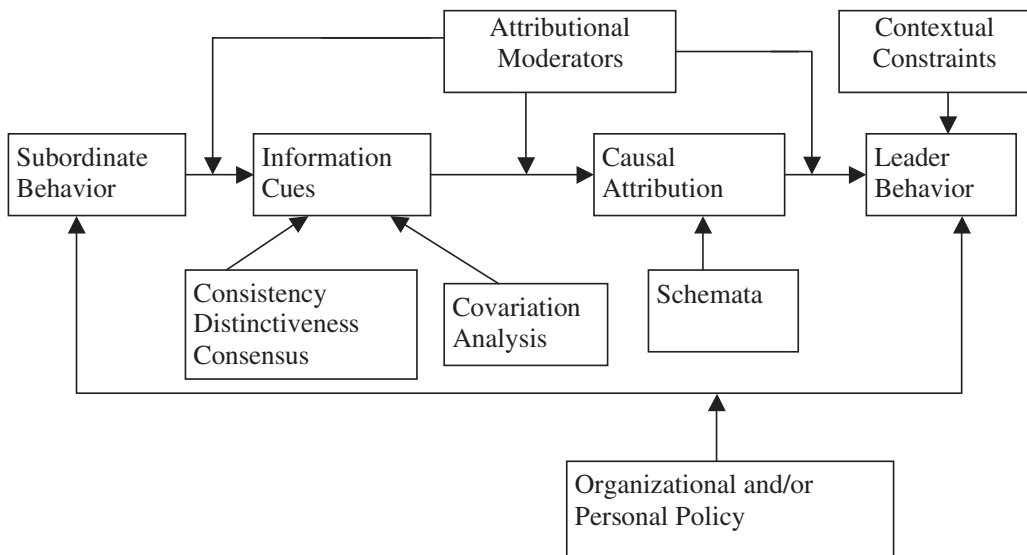 Attributional
Moderators
Contextual
Constraints
Subordinate
Behavior
Information
Cues
Causal
Attribution
Leader
Behavior
Consistency
Distinctiveness
Consensus
Covariation
Analysis
Schemata
Organizational and/or
Personal Policy